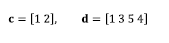 c = [1 2],    d = [1 3 5 4]